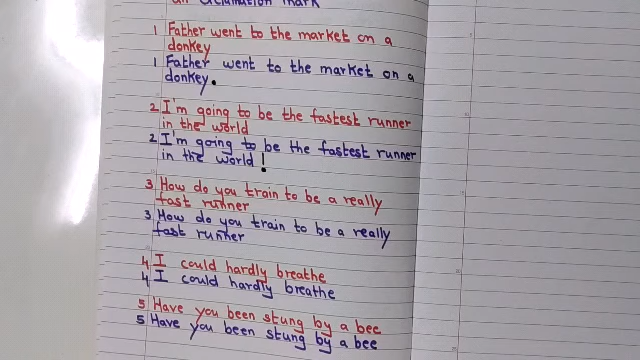 an exclamation mark
1 Father went to the market on a
donkey
1 Father went to the market on a
donkey.
2 I'm going to be the fastest runner
in the world
2 I'm going to be the fastest runner
in the world !
3 How do you train to be a really
fast runner
3 How do you train to be a really
fast runner
4 I could hardly breathe
4 I could hardly breathe
5 Have you been stung by a bee
5 Have you been stung by a bee